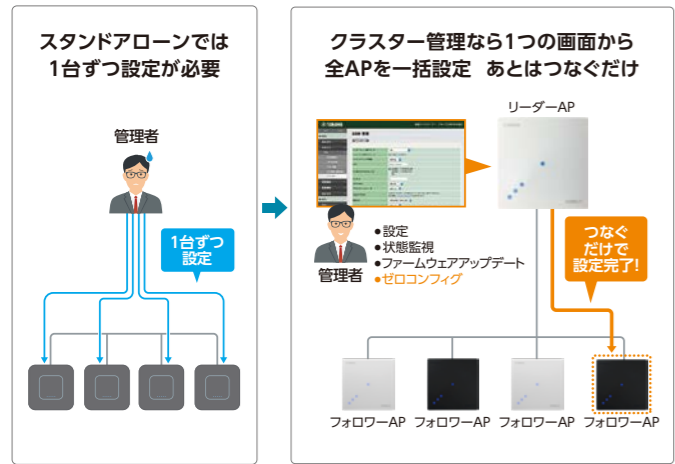 スタンドアローンでは
1台ずつ設定が必要
管理者
1台ずつ
設定
クラスター管理なら1つの画面から
全APを一括設定 あとはつなぐだけ
リーダーAP
管理者
●設定
●状態監視
●ファームウェアアップデート
●ゼロコンフィグ
つなぐ
だけで
設定完了!
フォロワーAP フォロワーAP フォロワーAP フォロワーAP